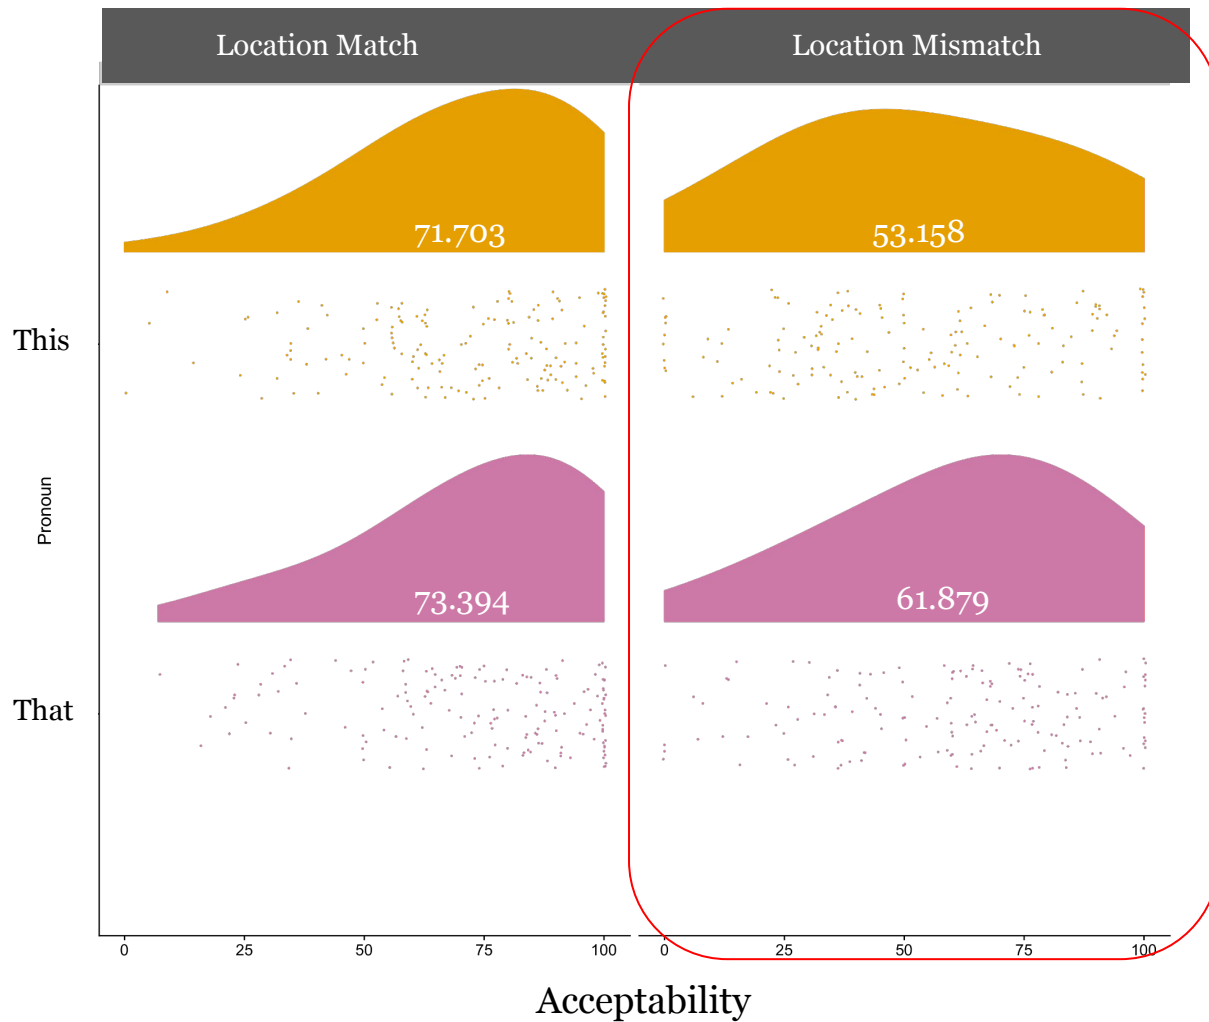 Location Match
Location Mismatch
71.703
53.158
This
Pronoun
73.394
61.879
That
0 25 50 75 100
0 25 50 75 100
Acceptability